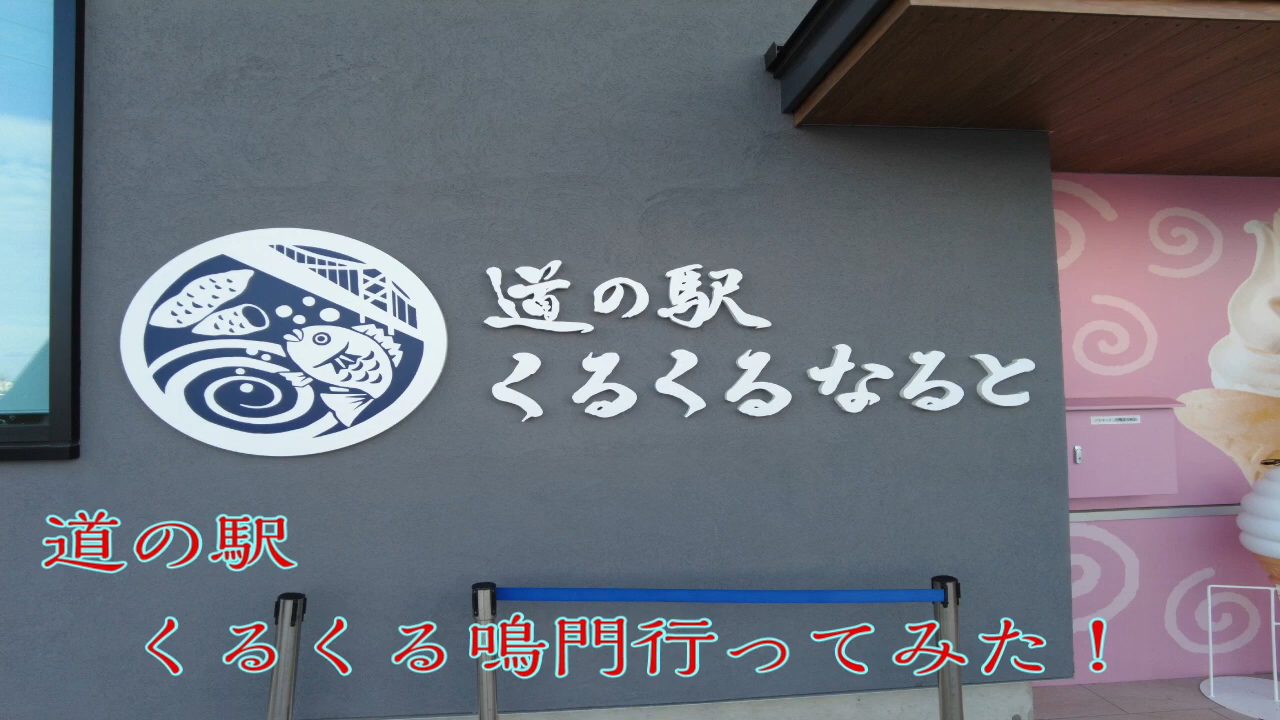 道の駅
くるくるなると
道の駅
くるくる鳴門行ってみた！